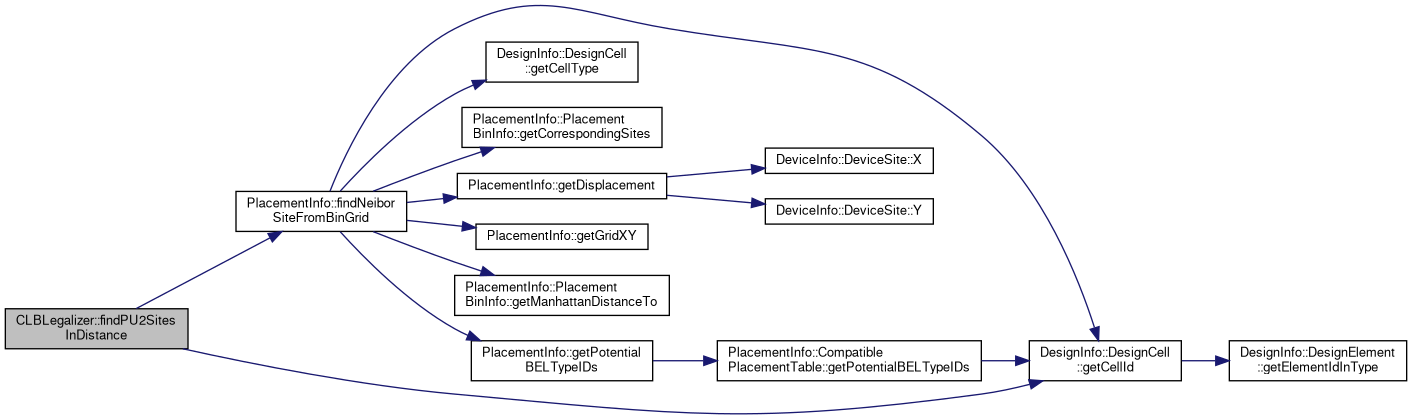 CLBLegalizer::findPU2Sites
InDistance
PlacementInfo::findNeibor
SiteFromBinGrid
DesignInfo::DesignCell
::getCellType
PlacementInfo::Placement
BinInfo::getCorrespondingSites
PlacementInfo::getDisplacement
DeviceInfo::DeviceSite::X
DeviceInfo::DeviceSite::Y
PlacementInfo::getGridXY
PlacementInfo::Placement
BinInfo::getManhattanDistanceTo
PlacementInfo::getPotential
BELTypeIDs
PlacementInfo::Compatible
PlacementTable::getPotentialBELTypeIDs
DesignInfo::DesignCell
::getCellId
DesignInfo::DesignElement
::getElementIdInType